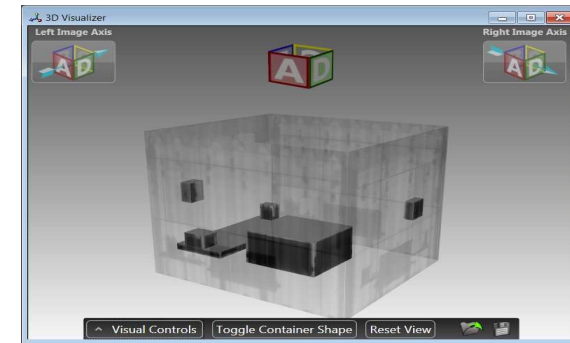 3D Visualizer
Left Image Axis
Right Image Axis
A D
A D
A D
Visual Controls
Toggle Container Shape
Reset View